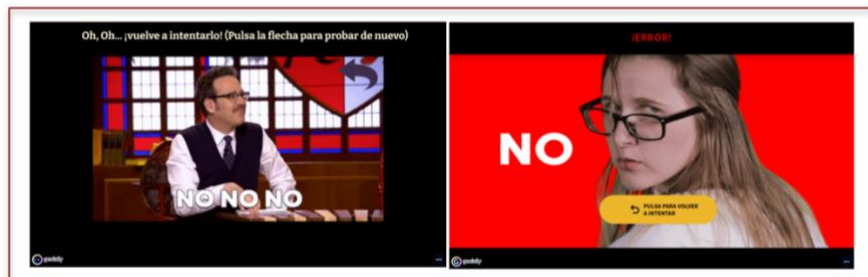 Oh, Oh... ¡vuelve a intentarlo! (Pulsa la flecha para probar de nuevo)
NO NO NO
genially
¡ERROR!
NO
PULSA PARA VOLVER
A INTENTAR
genially